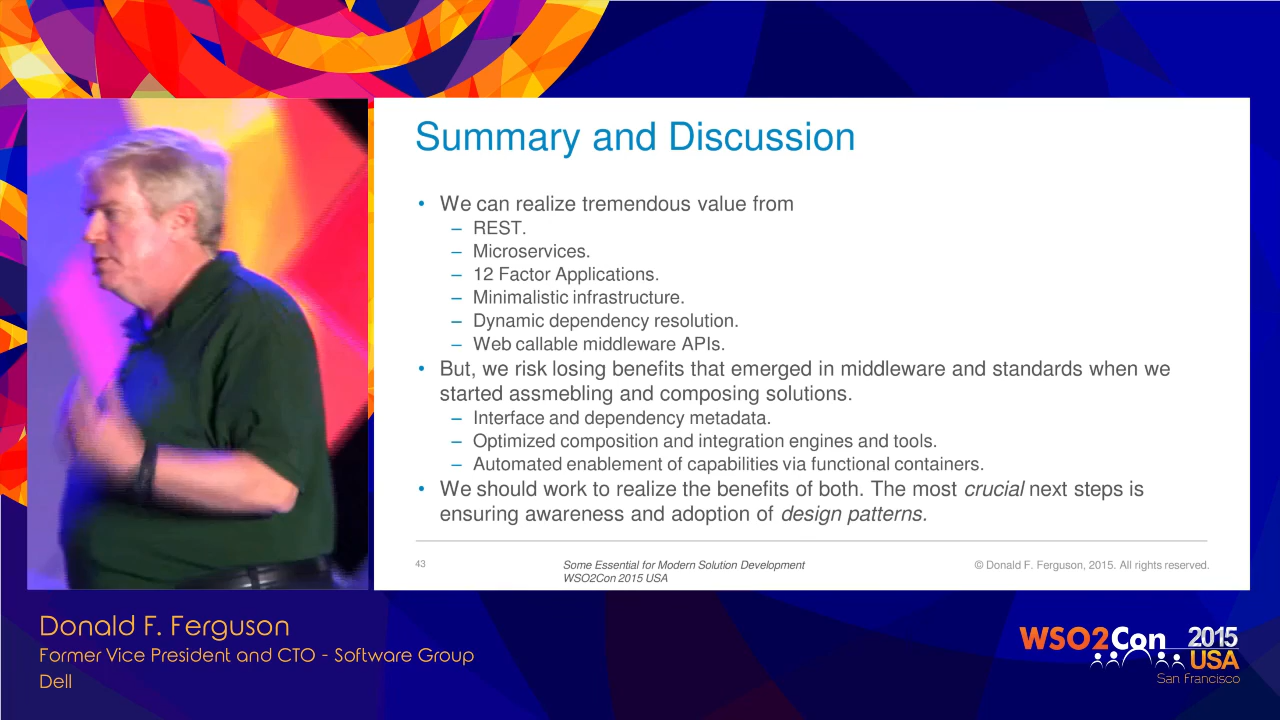 Summary and Discussion
• We can realize tremendous value from
– REST.
– Microservices.
– 12 Factor Applications.
– Minimalistic infrastructure.
– Dynamic dependency resolution.
– Web callable middleware APIs.
• But, we risk losing benefits that emerged in middleware and standards when we
started assmebling and composing solutions.
– Interface and dependency metadata.
– Optimized composition and integration engines and tools.
– Automated enablement of capabilities via functional containers.
• We should work to realize the benefits of both. The most crucial next steps is
ensuring awareness and adoption of design patterns.
43
Some Essential for Modern Solution Development
WSO2Con 2015 USA
© Donald F. Ferguson, 2015. All rights reserved.
Donald F. Ferguson
Former Vice President and CTO - Software Group
Dell
WSO2Con 2015
USA
San Francisco